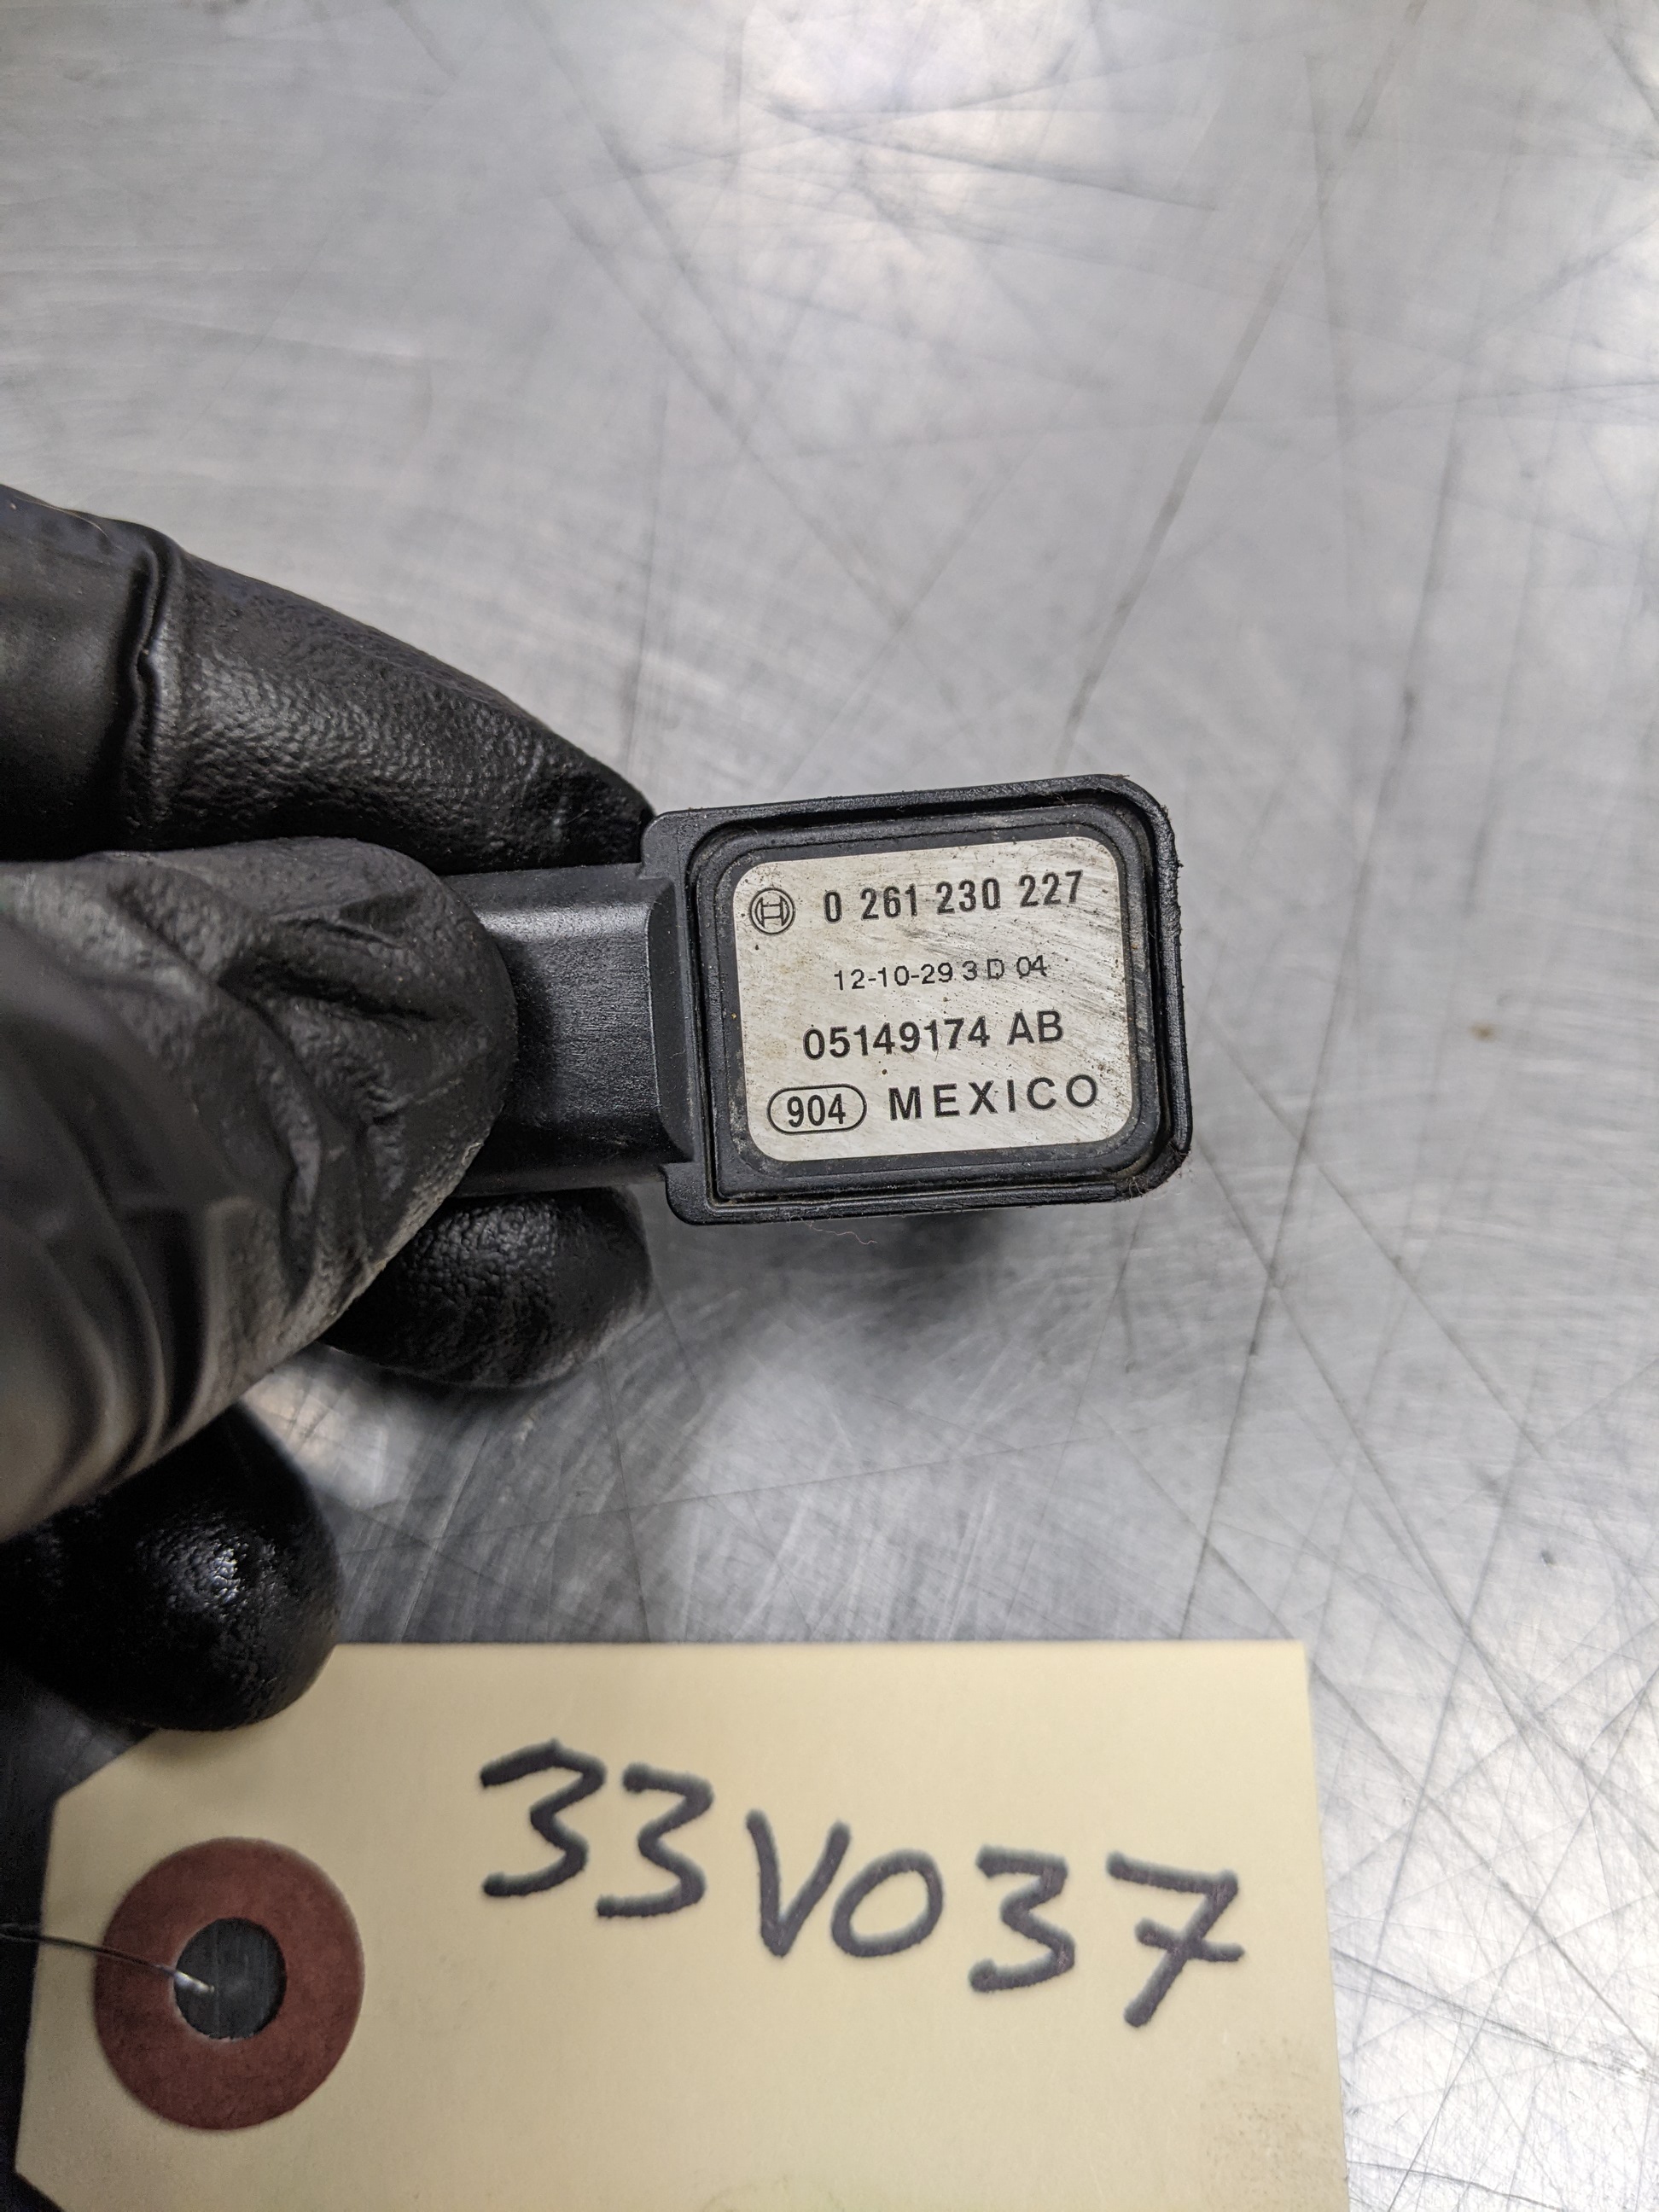 0 261 230 227
12-10-29 3 D 04
05149174 AB
904 MEXICO
33V037